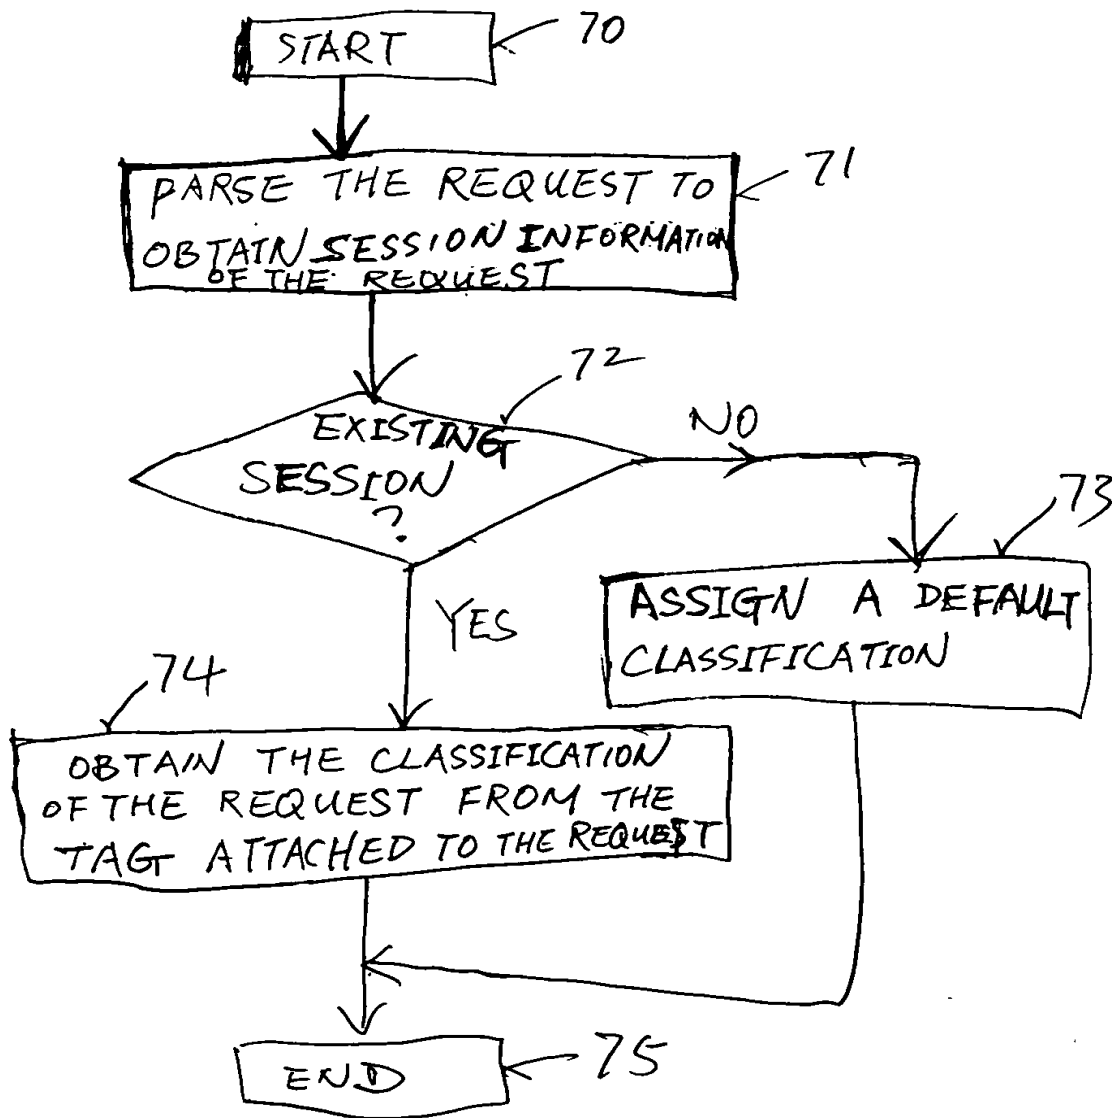 START
70
PARSE THE REQUEST TO
OBTAIN SESSION INFORMATION
OF THE REQUEST
71
72
EXISTING
SESSION
?
NO
YES
73
ASSIGN A DEFAULT
CLASSIFICATION
74
OBTAIN THE CLASSIFICATION
OF THE REQUEST FROM THE
TAG ATTACHED TO THE REQUEST
END
75